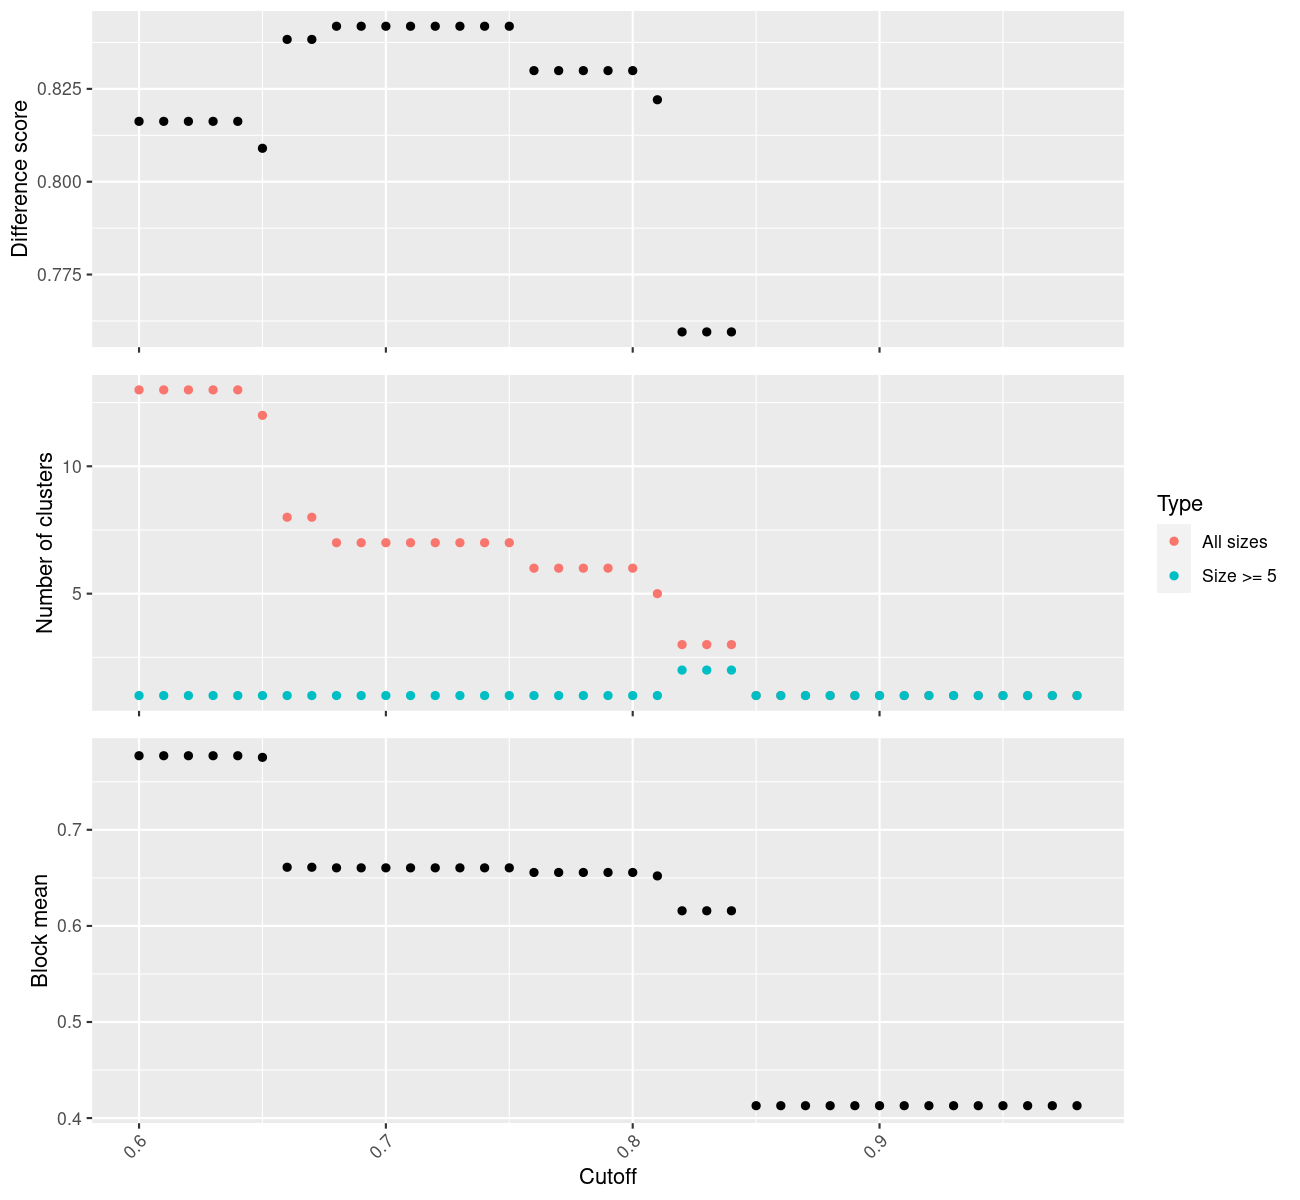 Difference score
0.825
0.800
0.775
Number of clusters
10
5
Type
All sizes
Size >= 5
Block mean
0.7
0.6
0.5
0.4
0.6
0.7
0.8
0.9
Cutoff